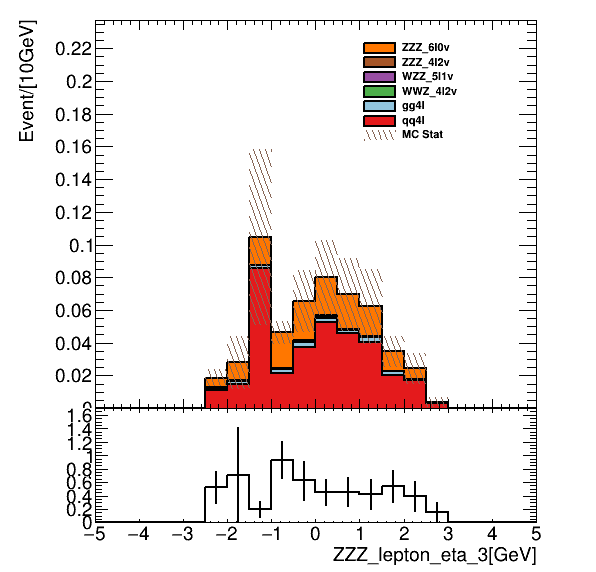 Event/[10GeV]
0.22
0.2
0.18
0.16
0.14
0.12
0.1
0.08
0.06
0.04
0.02
0
ZZZ_6l0v
ZZZ_4l2v
WZZ_5l1v
WWZ_4l2v
gg4l
qq4l
MC Stat
1.6
1.4
1.2
1
0.8
0.6
0.4
0.2
0
−5 −4 −3 −2 −1 0 1 2 3 4 5
ZZZ_lepton_eta_3[GeV]